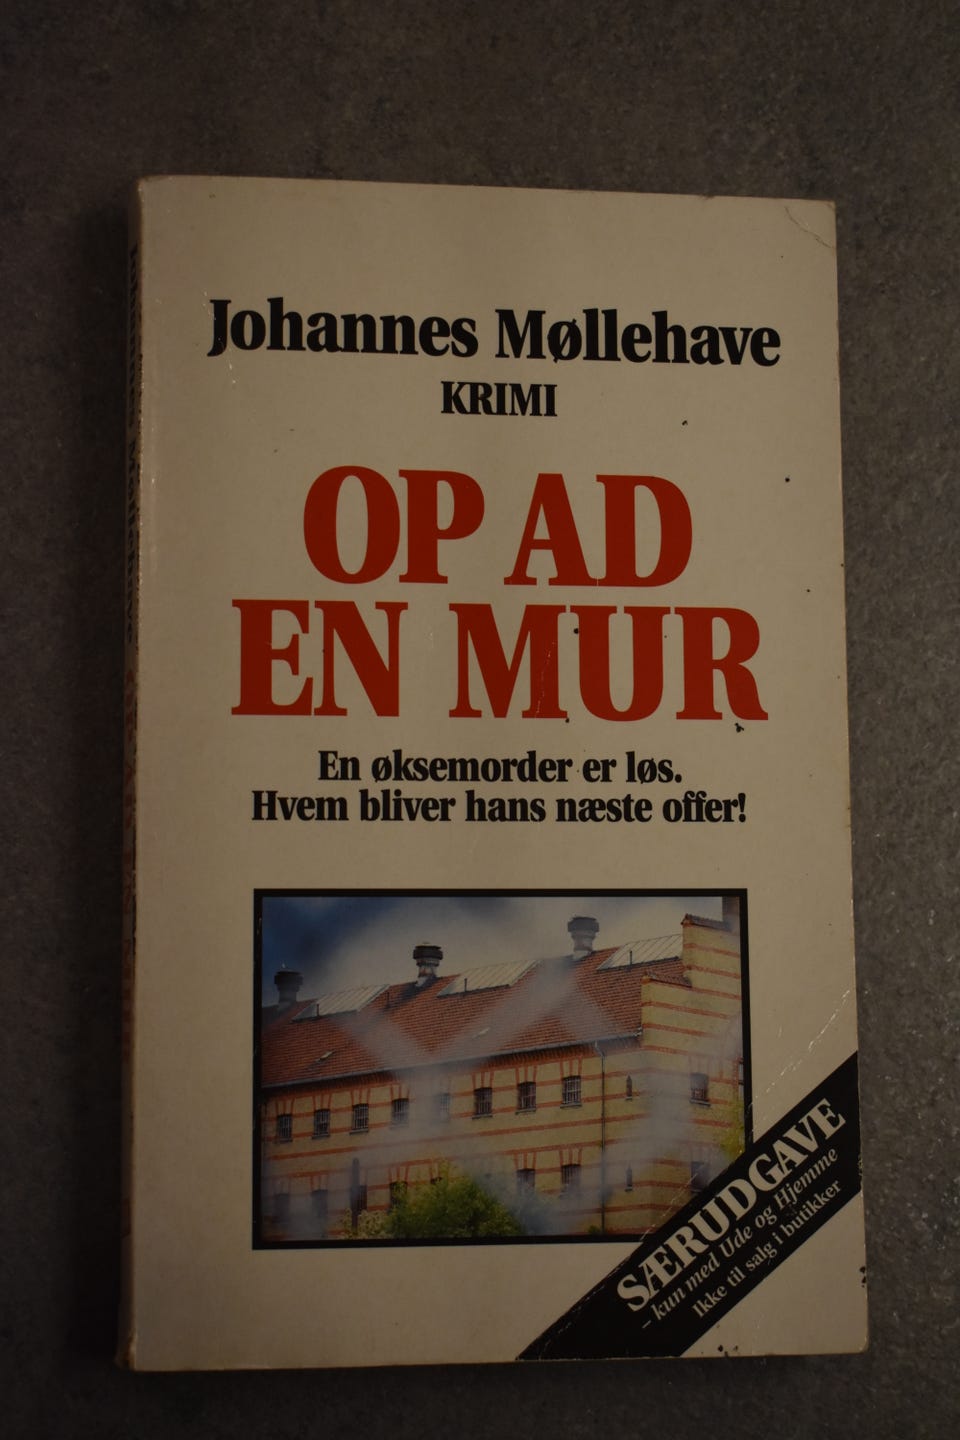 Johannes Møllehave
KRIMI
OP AD
EN MUR
En øksemorder er løs.
Hvem bliver hans næste offer!
SÆRUDGAVE
– kun med Ude og Hjemme
Ikke til salg i butikker